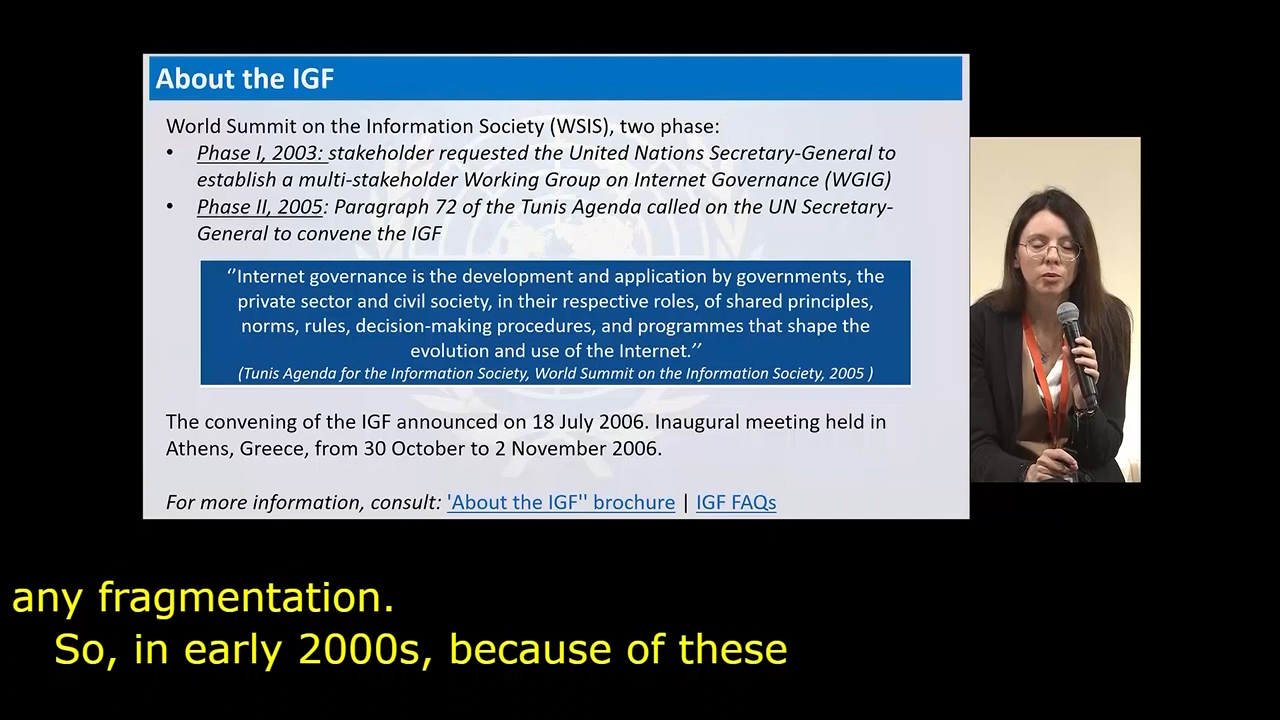 About the IGF
World Summit on the Information Society (WSIS), two phase:
• Phase I, 2003: stakeholder requested the United Nations Secretary-General to
establish a multi-stakeholder Working Group on Internet Governance (WGIG)
• Phase II, 2005: Paragraph 72 of the Tunis Agenda called on the UN Secretary-
General to convene the IGF
‘’Internet governance is the development and application by governments, the
private sector and civil society, in their respective roles, of shared principles,
norms, rules, decision-making procedures, and programmes that shape the
evolution and use of the Internet.’’
(Tunis Agenda for the Information Society, World Summit on the Information Society, 2005 )
The convening of the IGF announced on 18 July 2006. Inaugural meeting held in
Athens, Greece, from 30 October to 2 November 2006.
For more information, consult: 'About the IGF'' brochure | IGF FAQs
any fragmentation.
So, in early 2000s, because of these